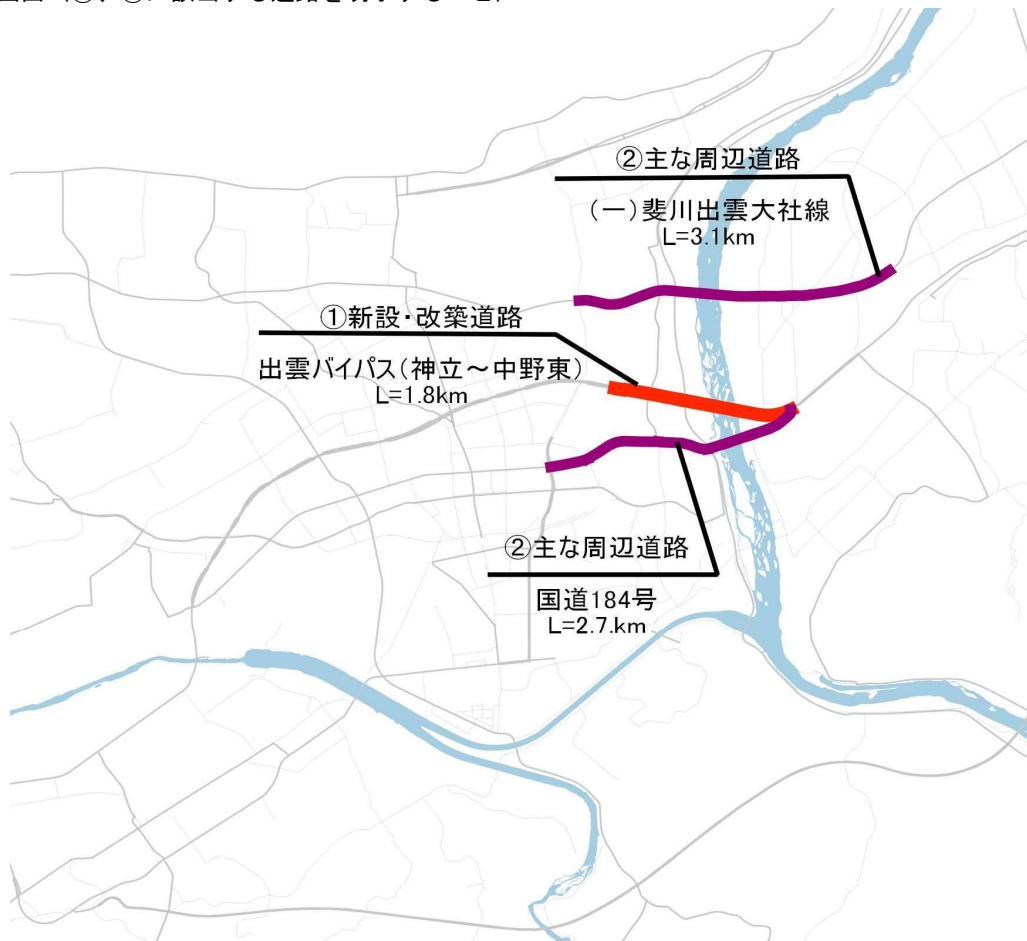 ②主な周辺道路
(一)斐川出雲大社線
L=3.1km
①新設・改築道路
出雲バイパス(神立～中野東)
L=1.8km
②主な周辺道路
国道184号
L=2.7.km